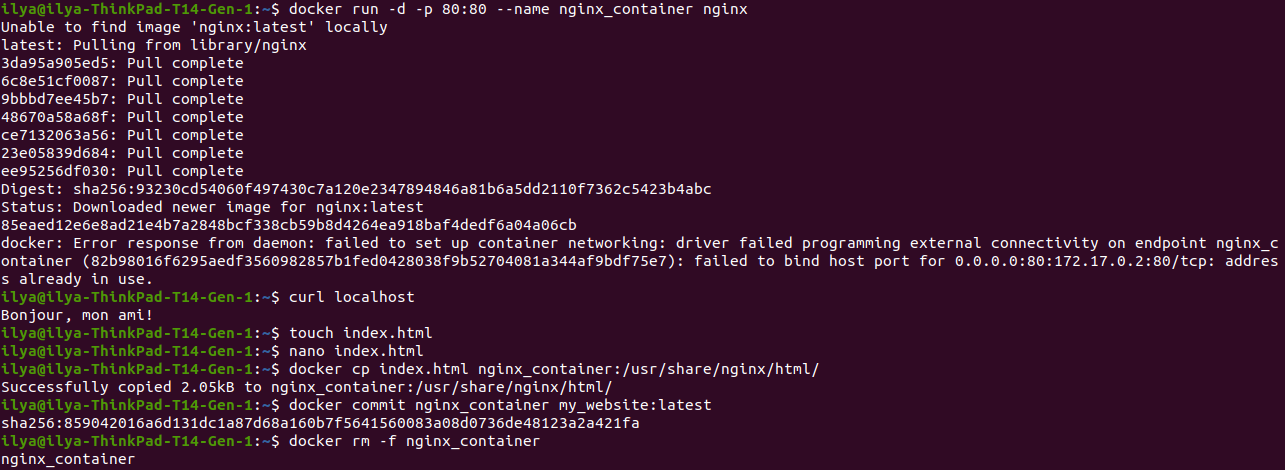 ilya@ilya-ThinkPad-T14-Gen-1:~$ docker run -d -p 80:80 --name nginx_container nginx
Unable to find image 'nginx:latest' locally
latest: Pulling from library/nginx
3da95a905ed5: Pull complete
6c8e51cf0087: Pull complete
9bbbd7ee45b7: Pull complete
48670a58a68f: Pull complete
ce7132063a56: Pull complete
23e05839d684: Pull complete
ee95256df030: Pull complete
Digest: sha256:93230cd54060f497430c7a120e2347894846a81b6a5dd2110f7362c5423b4abc
Status: Downloaded newer image for nginx:latest
85eaed12e6e8ad21e4b7a2848bcf338cb59b8d4264ea918baf4dedf6a04a06cb
docker: Error response from daemon: failed to set up container networking: driver failed programming external connectivity on endpoint nginx_c
ontainer (82b98016f6295aedf3560982857b1fed0428038f9b52704081a344af9bdf75e7): failed to bind host port for 0.0.0.0:80:172.17.0.2:80/tcp: addres
s already in use.
ilya@ilya-ThinkPad-T14-Gen-1:~$ curl localhost
Bonjour, mon ami!
ilya@ilya-ThinkPad-T14-Gen-1:~$ touch index.html
ilya@ilya-ThinkPad-T14-Gen-1:~$ nano index.html
ilya@ilya-ThinkPad-T14-Gen-1:~$ docker cp index.html nginx_container:/usr/share/nginx/html/
Successfully copied 2.05kB to nginx_container:/usr/share/nginx/html/
ilya@ilya-ThinkPad-T14-Gen-1:~$ docker commit nginx_container my_website:latest
sha256:859042016a6d131dc1a87d68a160b7f5641560083a08d0736de48123a2a421fa
ilya@ilya-ThinkPad-T14-Gen-1:~$ docker rm -f nginx_container
nginx_container